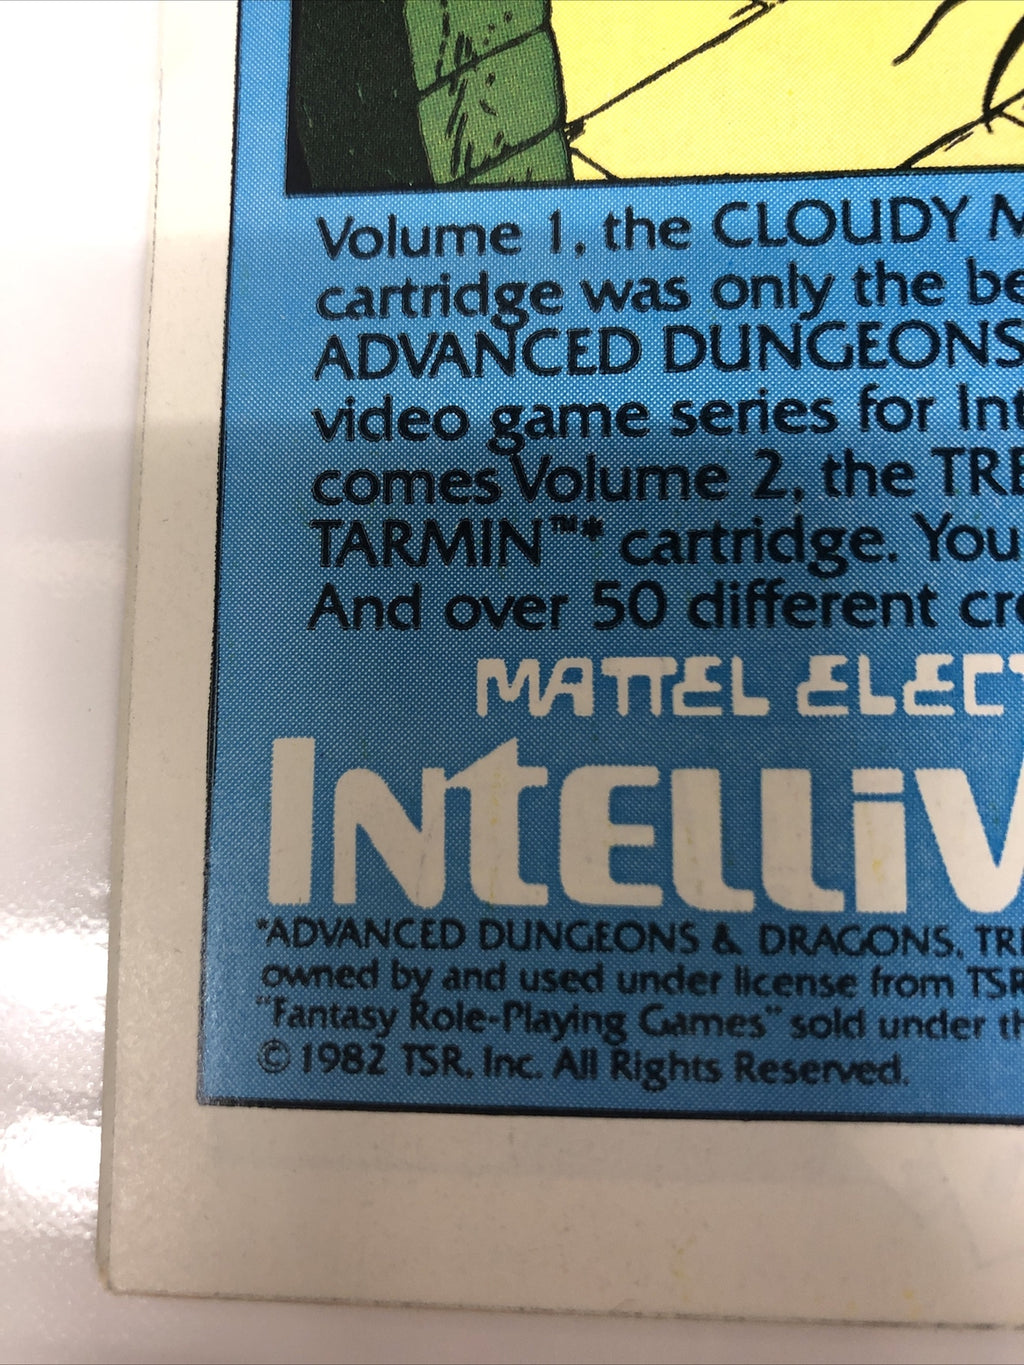 Volume 1, the CLOUDY M
cartridge was only the be
ADVANCED DUNGEONS
video game series for Int
comes Volume 2, the TRE
TARMIN™* cartridge. You
And over 50 different cre
MATTEL ELECT
INTELLIV
*ADVANCED DUNGEONS & DRAGONS, TRE
owned by and used under license from TSR
"Fantasy Role-Playing Games" sold under th
© 1982 TSR, Inc. All Rights Reserved.